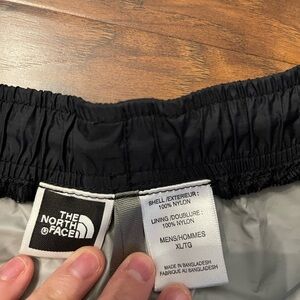 THE
NORTH
FACE
®
SHELL/EXTERIEUR:
100% NYLON
LINING/DOUBLURE:
100% NYLON
MENS/HOMMES
XL/TG
MADE IN BANGLADESH
FABRIQUE AU BANGLADESH